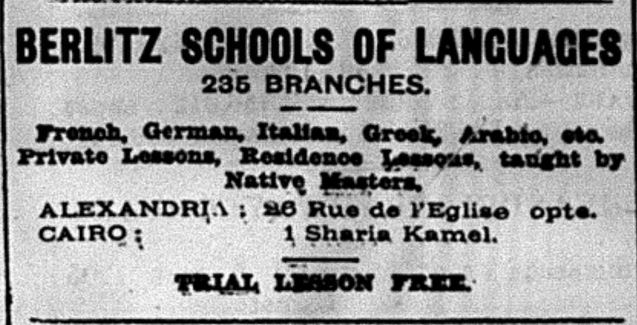 BERLITZ SCHOOLS OF LANGUAGES
235 BRANCHES.
French, German, Italian, Greek, Arabic, etc.
Private Lessons, Residence Lessons, taught by
Native Masters,
ALEXANDRIA : 26 Rue de l'Eglise opte.
CAIRO : 1 Sharia Kamel.
TRIAL LESSON FREE.